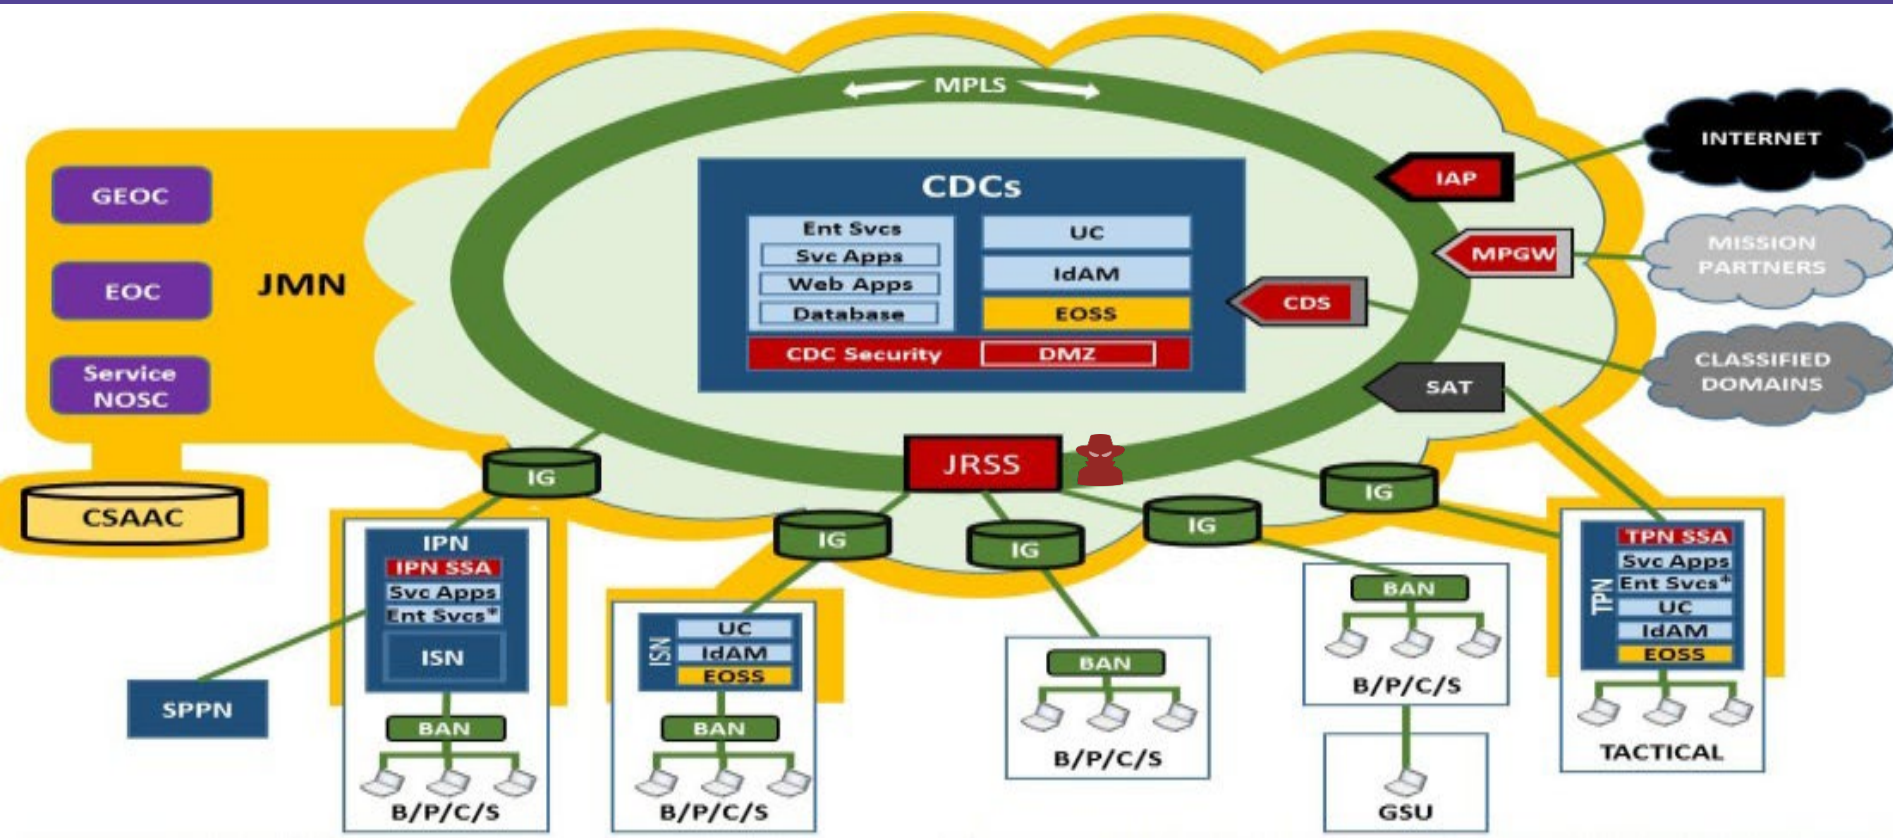 MPLS
INTERNET
IAP
GEOC
CDCs
MISSION
PARTNERS
MPGW
Ent Svcs
Svc Apps
Web Apps
Database
UC
IdAM
EOSS
CDC Security
DMZ
CDS
EOC
JMN
Service
NOSC
CLASSIFIED
DOMAINS
SAT
JRSS
IG
IG
IG
IG
IG
CSAAC
IPN
IPN SSA
Svc Apps
Ent Svcs*
ISN
BAN
B/P/C/S
SPPN
ISN
UC
IdAM
EOSS
BAN
B/P/C/S
BAN
B/P/C/S
BAN
B/P/C/S
GSU
TPN
TPN SSA
Svc Apps
Ent Svcs*
UC
IdAM
EOSS
TACTICAL